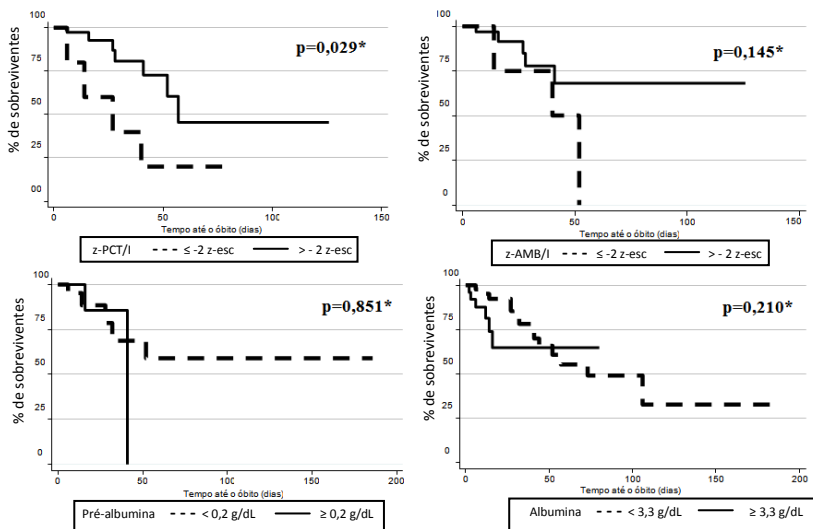 100
75
50
25
00
% de sobreviventes
p=0,029*
0
50
100
150
Tempo até o óbito (dias)
z-PCT/I ≤ -2 z-esc > - 2 z-esc
100
75
50
25
0
% de sobreviventes
p=0,145*
0
50
100
150
Tempo até o óbito (dias)
z-AMB/I ≤ -2 z-esc > - 2 z-esc
100
75
50
25
0
% de sobreviventes
p=0,851*
0
50
100
150
200
Tempo até o óbito (dias)
Pré-albumina < 0,2 g/dL ≥ 0,2 g/dL
100
75
50
25
0
% de sobreviventes
p=0,210*
0
50
100
150
200
Tempo até o óbito (dias)
Albumina < 3,3 g/dL ≥ 3,3 g/dL